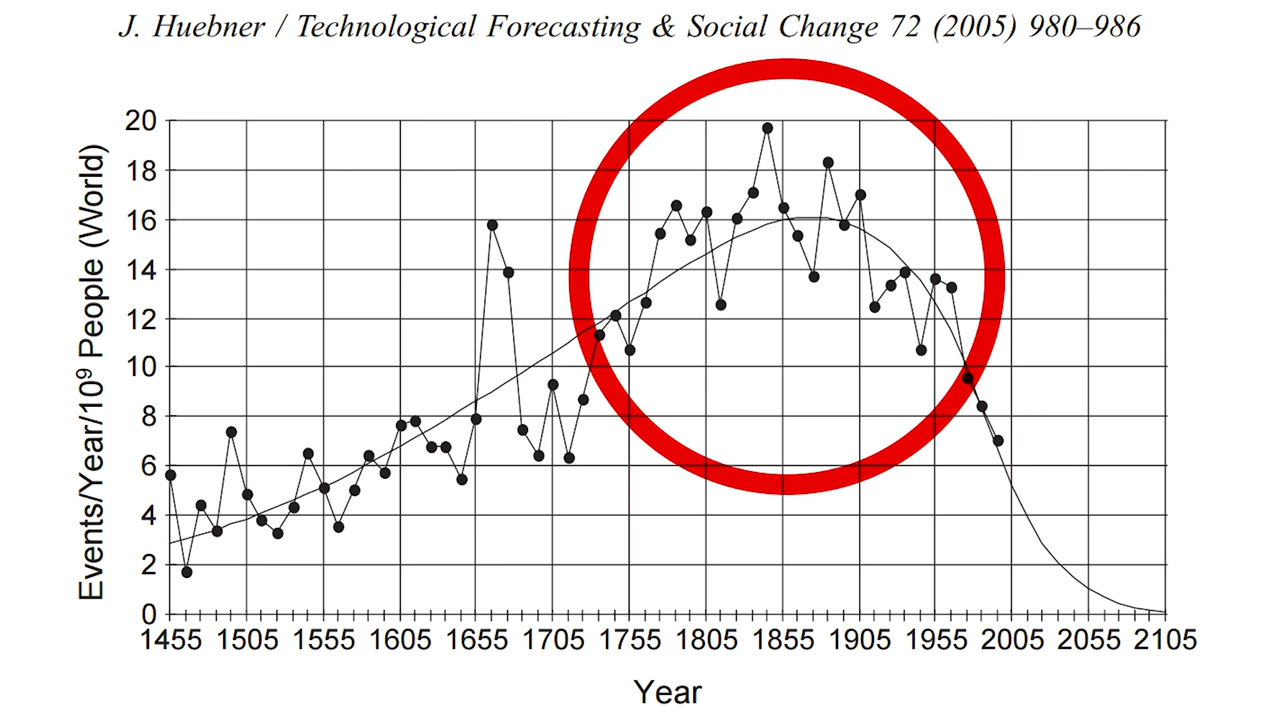 J. Huebner / Technological Forecasting & Social Change 72 (2005) 980–986
Events/Year/10⁹ People (World)
20
18
16
14
12
10
8
6
4
2
0
1455 1505 1555 1605 1655 1705 1755 1805 1855 1905 1955 2005 2055 2105
Year